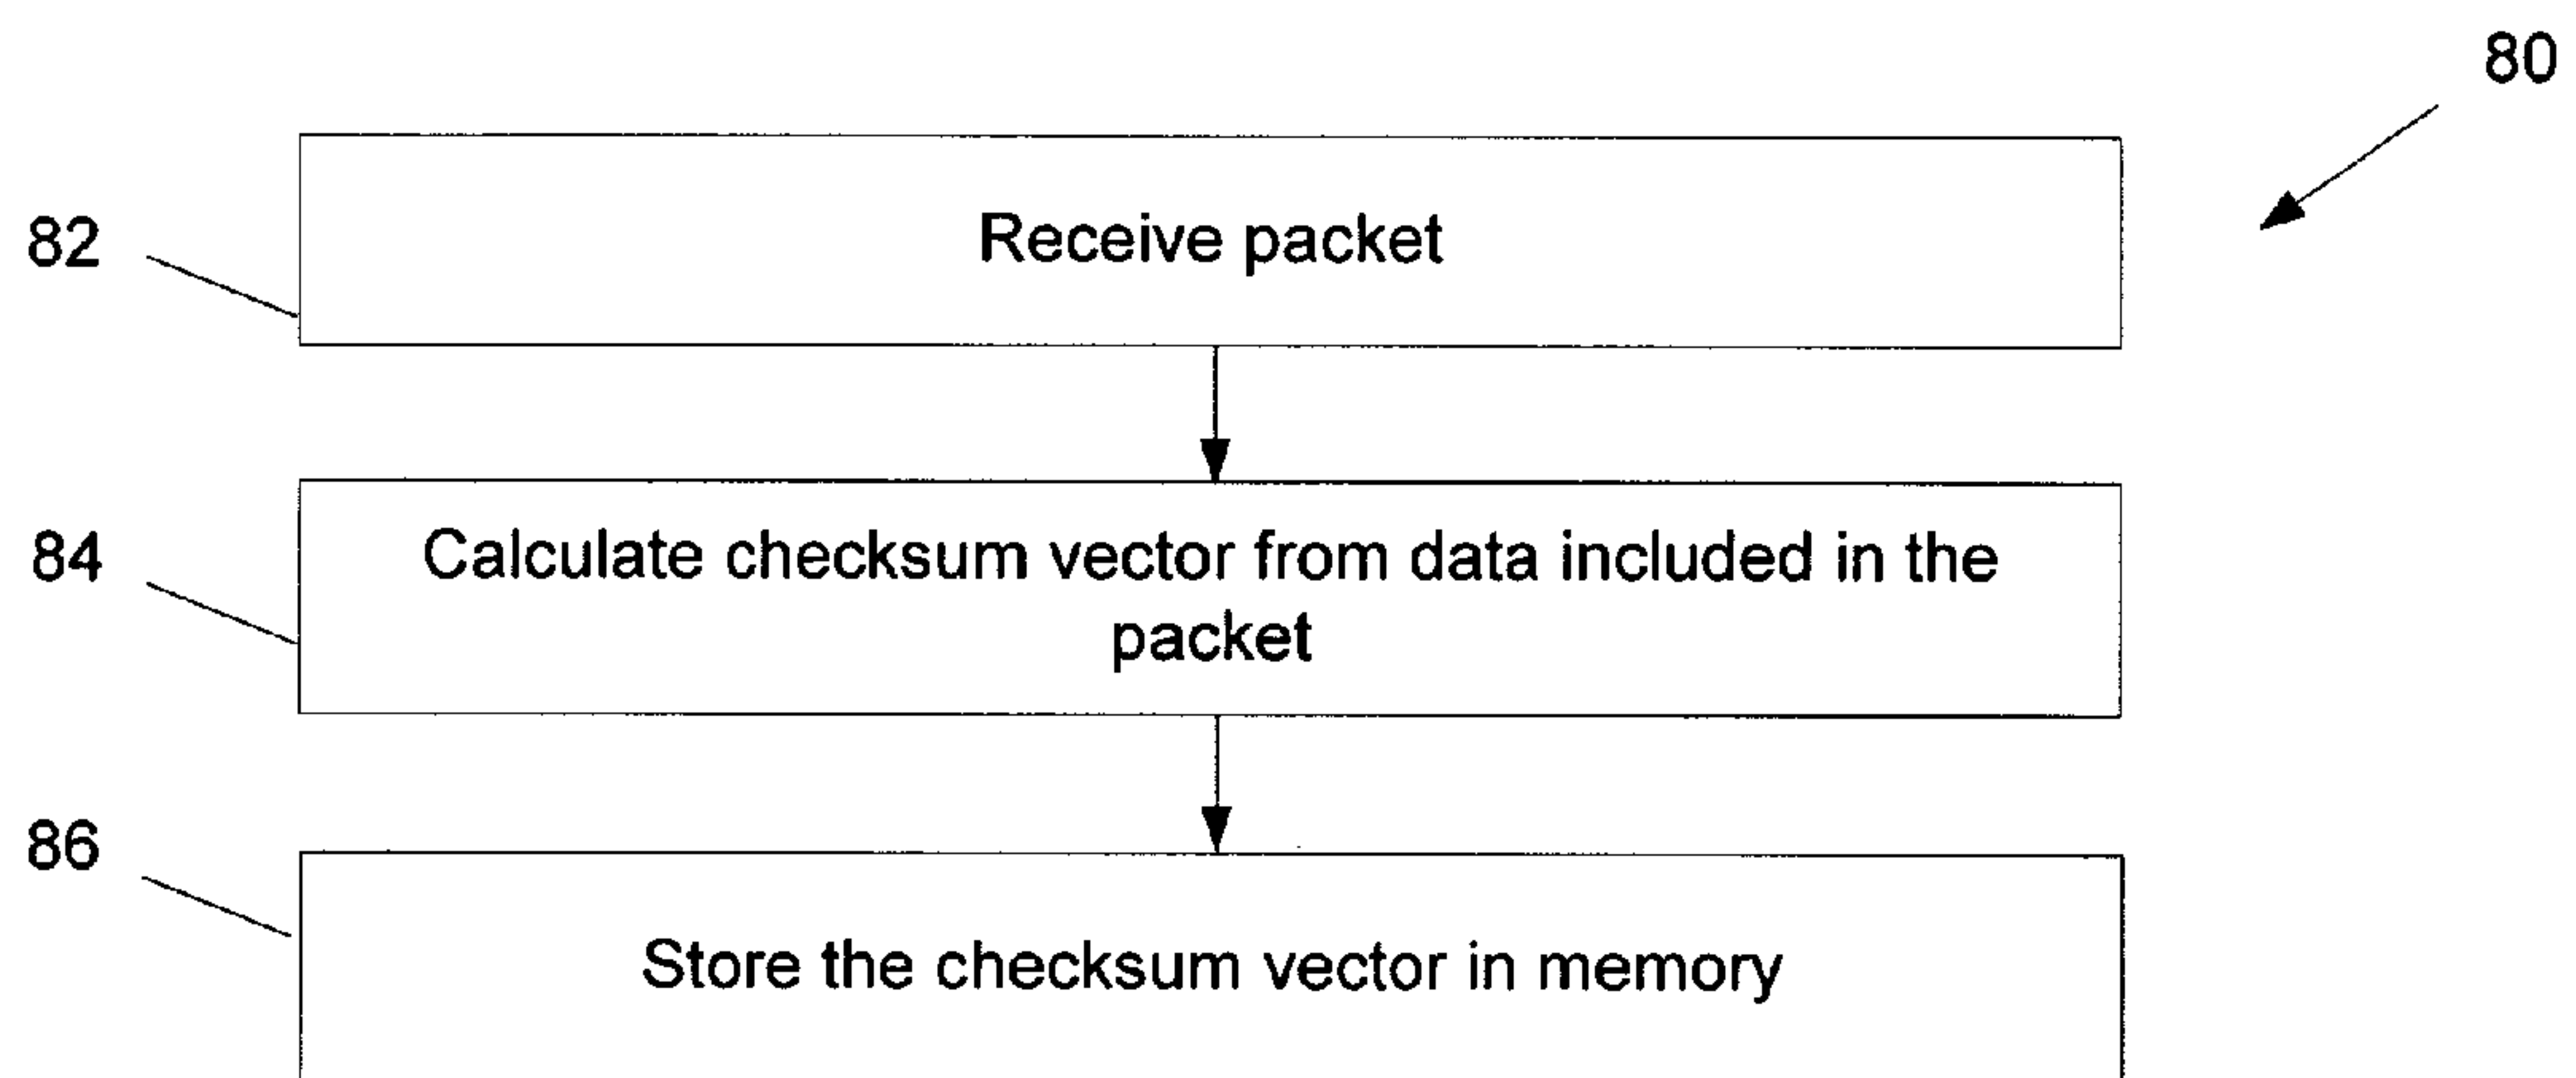 80
82
Receive packet
84
Calculate checksum vector from data included in the
packet
86
Store the checksum vector in memory